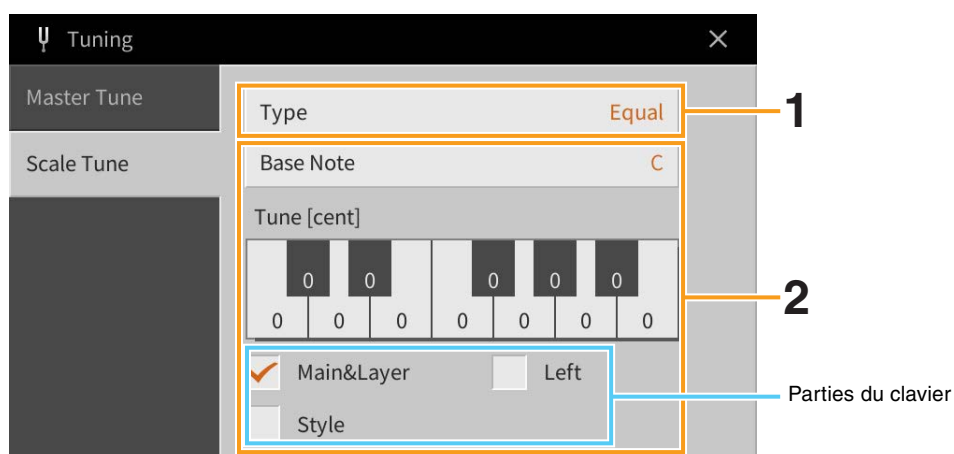 Tuning
Master Tune
Type Equal
1
Scale Tune
Base Note C
Tune [cent]
0 0 0 0 0
0 0 0 0 0 0 0
2
Main&Layer Left
Parties du clavier
Style